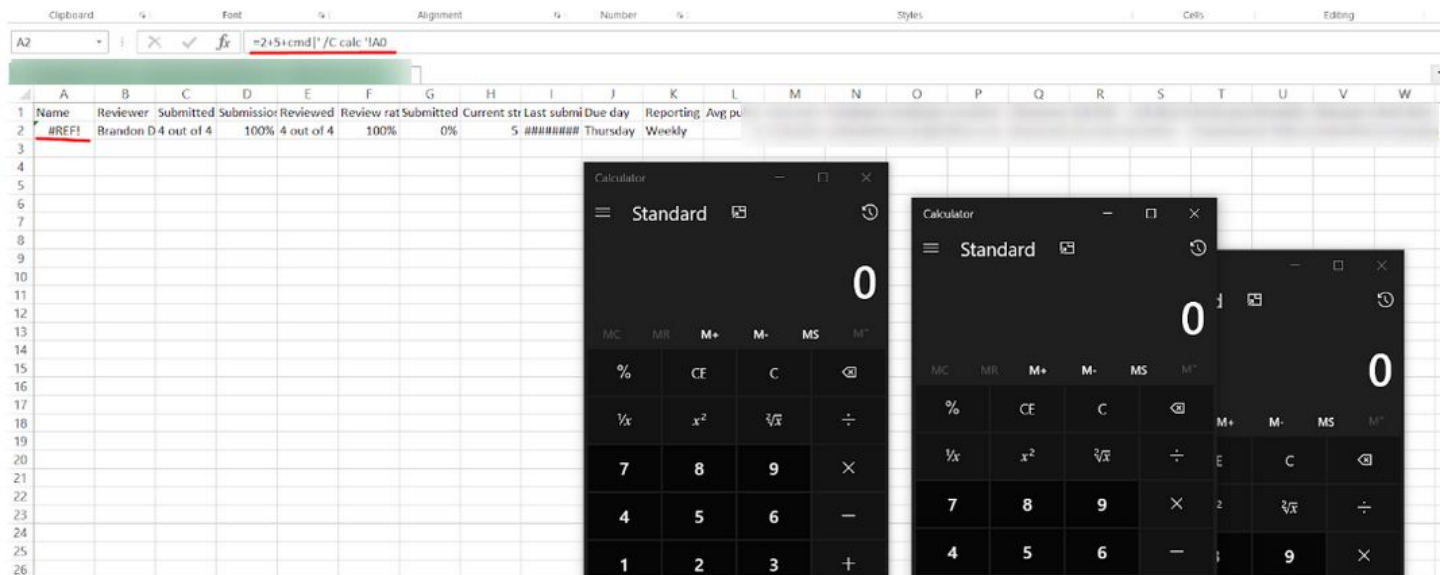 Clipboard Font Alignment Number Styles Cells Editing
A2 fx =2+5+cmd|' /C calc '!A0
A B C D E F G H I J K L M N O P Q R S T U V W
1 Name Reviewer Submitted Submission Reviewed Review rat Submitted Current str Last submi Due day Reporting Avg pu
2 #REF! Brandon D 4 out of 4 100% 4 out of 4 100% 0% 5 ######## Thursday Weekly
3
4
5
6
7
8
9
10
11
12
13
14
15
16
17
18
19
20
21
22
23
24
25
26
Calculator
Standard
0
MC MR M+ M- MS M˅
% CE C
¹/x x² ²√x ÷
7 8 9 ×
4 5 6 −
1 2 3 +
Calculator
Standard
0
MC MR M+ M- MS M˅
% CE C
¹/x x² ²√x ÷
7 8 9 ×
4 5 6 −
d
0
M+ M- MS M˅
E C
² ²√x ÷
9 ×